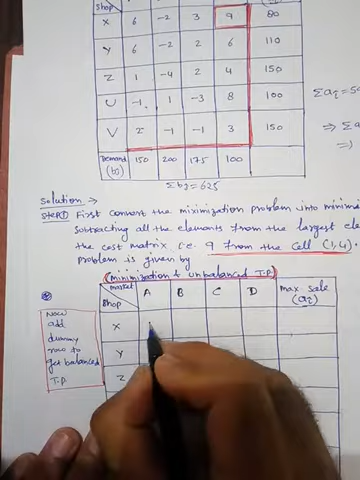 Shop
X 6 -2 3 9 80
Y 6 -2 2 6 110
Z 1 -4 2 4 150
U -1 1 -3 8 100
V 2 -1 -1 3 150
Demand (bj) 150 200 175 100
Σai = 50
⇒ Σa
⇒
Σbj = 625
Solution →
Step① First convert the miximization problem into minimi
Subtracting all the elements from the largest ele
the cost matrix i.e. 9 from the cell (1,4).
problem is given by
(minimization & unbalanced T.P.)
market A B C D max sale
Shop (ai)
Now
add
dummy
row to
get balanced
T.P.
X
Y
Z